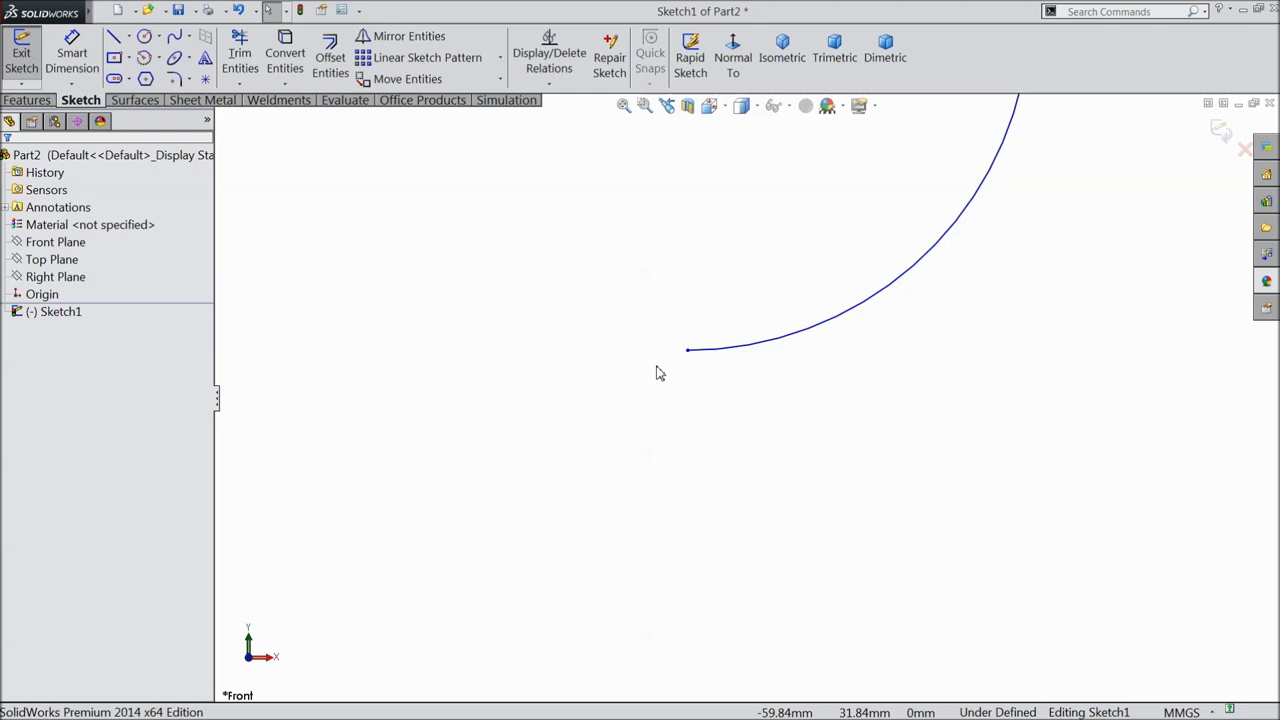 SOLIDWORKS
Sketch1 of Part2 *
Search Commands
?
Exit Sketch
Smart Dimension
Trim Entities
Convert Entities
Offset Entities
Mirror Entities
Linear Sketch Pattern
Move Entities
Display/Delete Relations
Repair Sketch
Quick Snaps
Rapid Sketch
Normal To
Isometric
Trimetric
Dimetric
Features
Sketch
Surfaces
Sheet Metal
Weldments
Evaluate
Office Products
Simulation
»
Part2 (Default<<Default>_Display Sta
History
Sensors
Annotations
Material <not specified>
Front Plane
Top Plane
Right Plane
Origin
(-) Sketch1
Y
X
*Front
SolidWorks Premium 2014 x64 Edition
-59.84mm
31.84mm
0mm
Under Defined
Editing Sketch1
MMGS